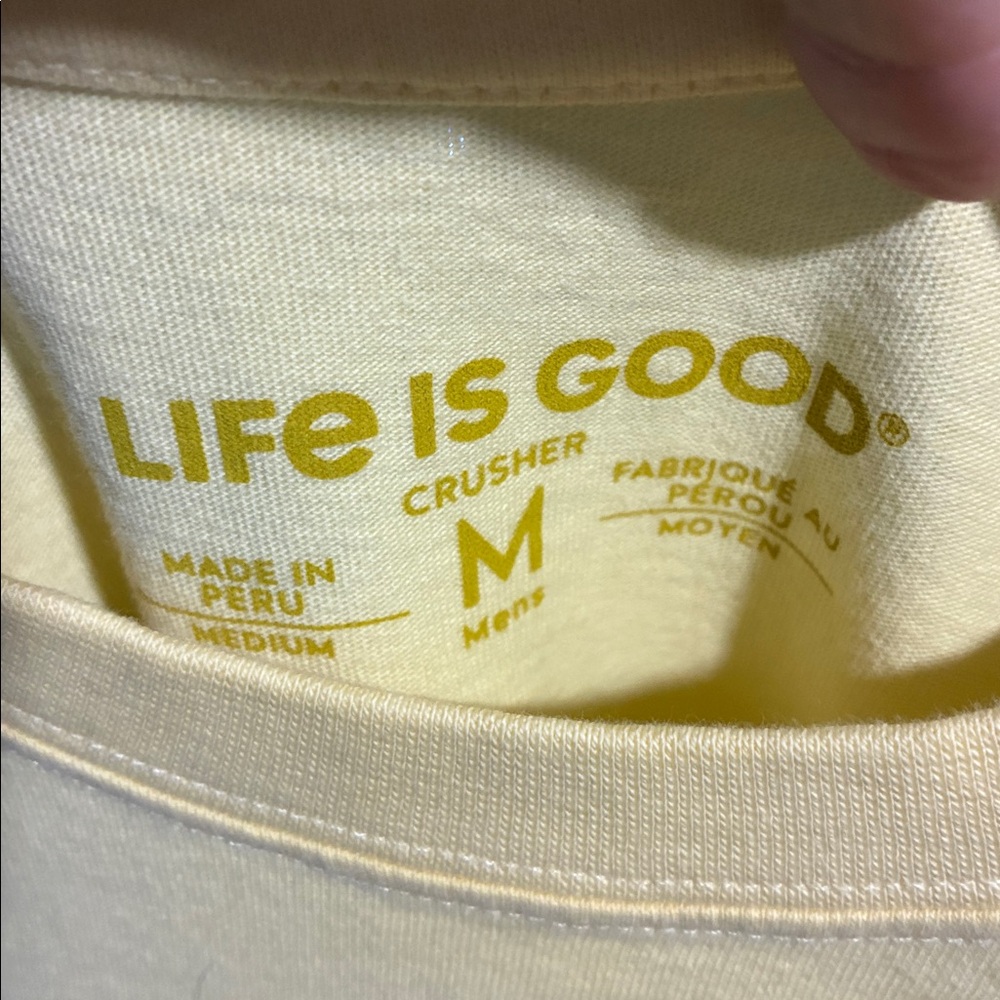 LIFe IS GOOD®
CRUSHER
M
Mens
MADE IN
PERU
MEDIUM
FABRIQUÉ AU
PÉROU
MOYEN